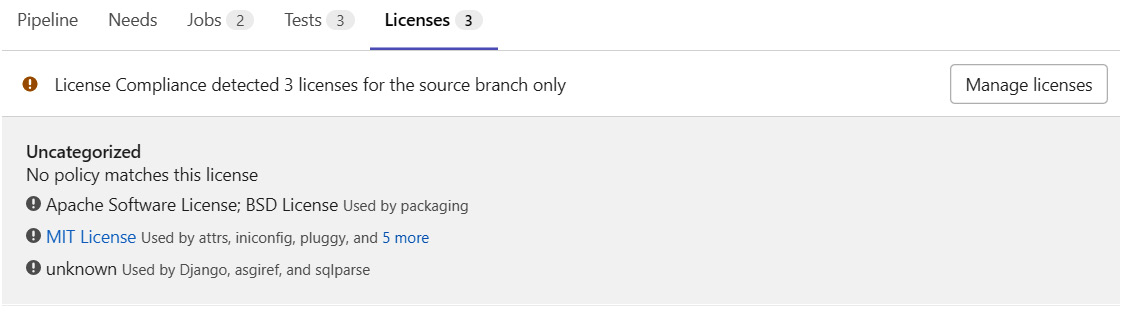 Pipeline Needs Jobs 2 Tests 3 Licenses 3
License Compliance detected 3 licenses for the source branch only Manage licenses
Uncategorized
No policy matches this license
Apache Software License; BSD License Used by packaging
MIT License Used by attrs, iniconfig, pluggy, and 5 more
unknown Used by Django, asgiref, and sqlparse